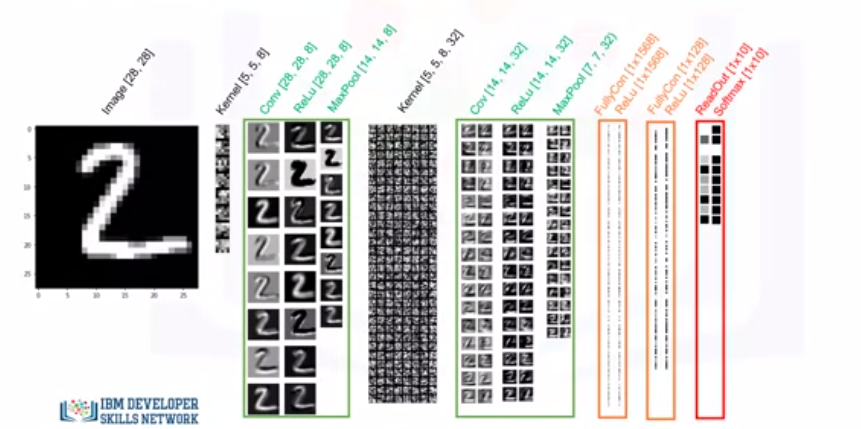 Image [28, 28]
Kernel [5, 5, 8]
Conv [28, 28, 8]
ReLu [28, 28, 8]
MaxPool [14, 14, 8]
Kernel [5, 5, 8, 32]
Cov [14, 14, 32]
ReLu [14, 14, 32]
MaxPool [7, 7, 32]
FullyCon [1x1568]
ReLu [1x1568]
FullyCon [1x128]
ReLu [1x128]
ReadOut [1x10]
Softmax [1x10]
0
5
10
15
20
25
0 5 10 15 20 25
IBM DEVELOPER
SKILLS NETWORK